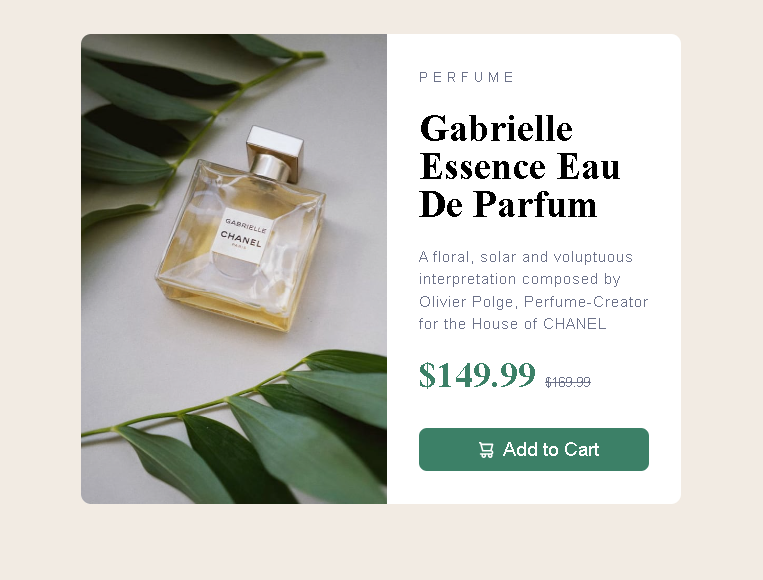 GABRIELLE
CHANEL
PARIS
PERFUME
Gabrielle
Essence Eau
De Parfum
A floral, solar and voluptuous
interpretation composed by
Olivier Polge, Perfume-Creator
for the House of CHANEL
$149.99 $169.99
Add to Cart